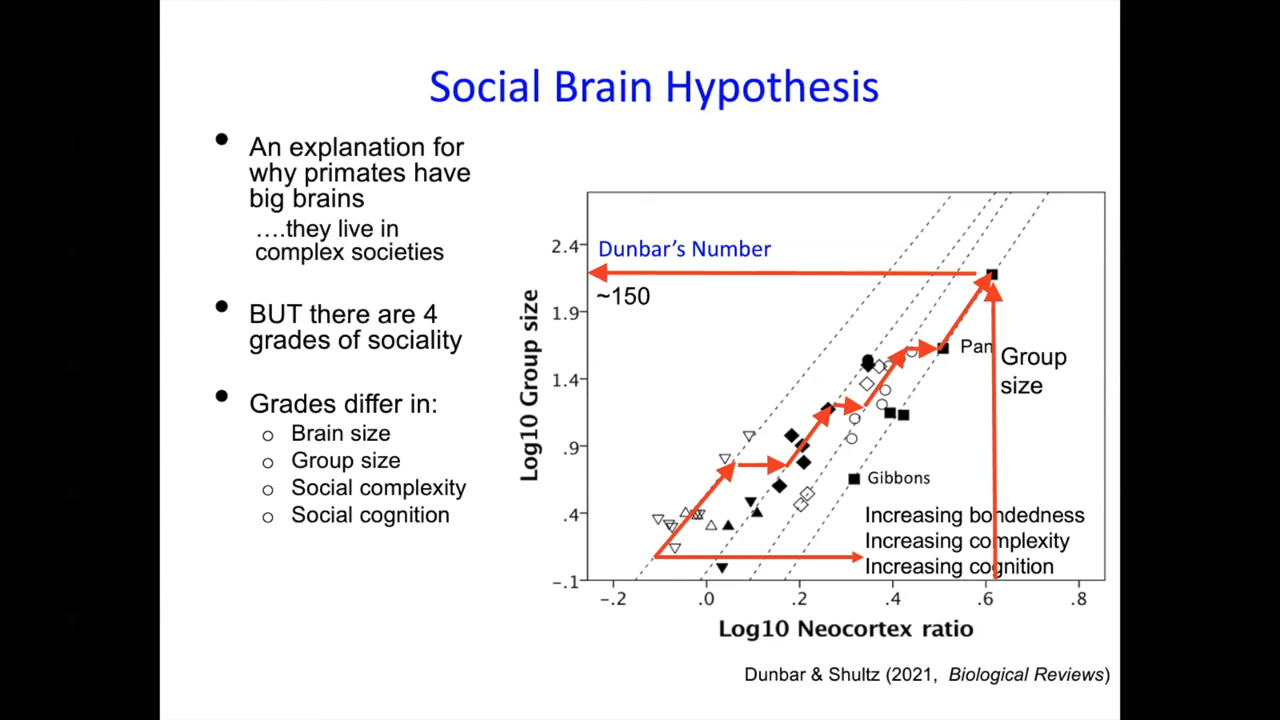 Social Brain Hypothesis
• An explanation for
why primates have
big brains
….they live in
complex societies
• BUT there are 4
grades of sociality
• Grades differ in:
o Brain size
o Group size
o Social complexity
o Social cognition
Log10 Group size
2.4
1.9
1.4
.9
.4
-.1
Dunbar’s Number
~150
Pan
Group
size
Gibbons
Increasing bondedness
Increasing complexity
Increasing cognition
-.2 .0 .2 .4 .6 .8
Log10 Neocortex ratio
Dunbar & Shultz (2021, Biological Reviews)